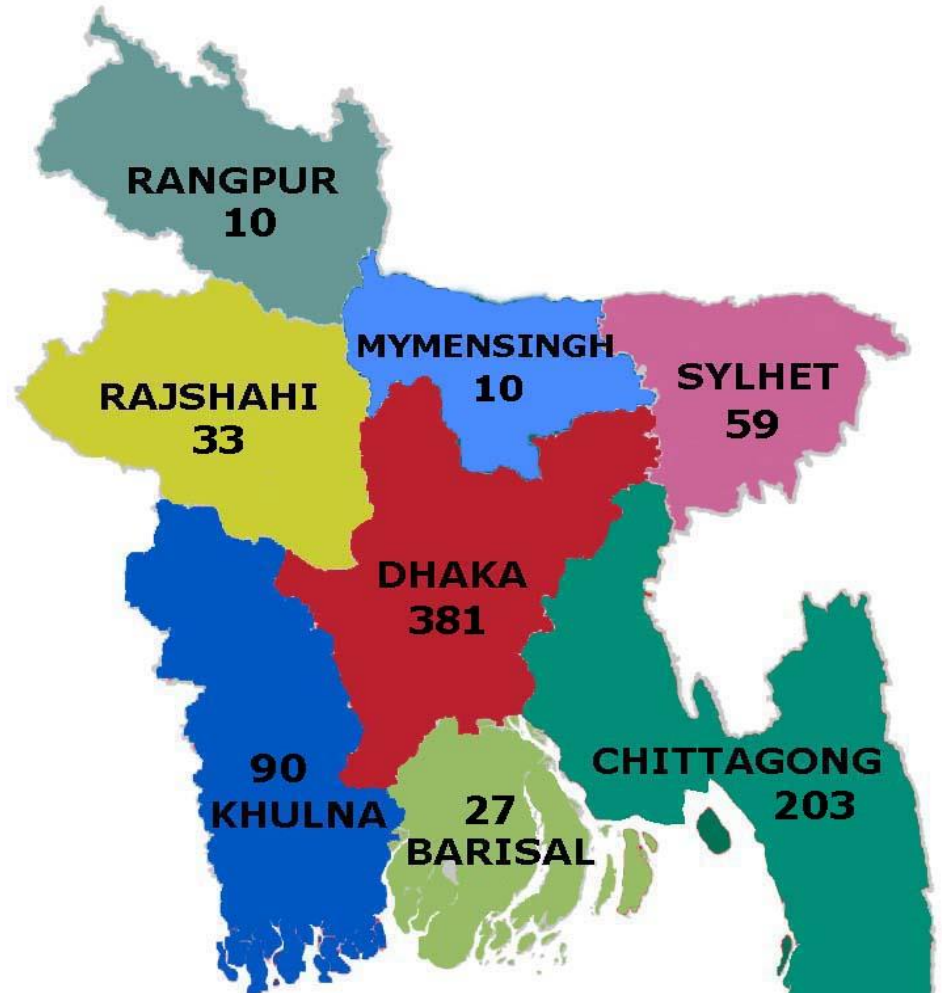 RANGPUR
10
MYMENSINGH
10
SYLHET
59
RAJSHAHI
33
DHAKA
381
90
KHULNA
27
BARISAL
CHITTAGONG
203